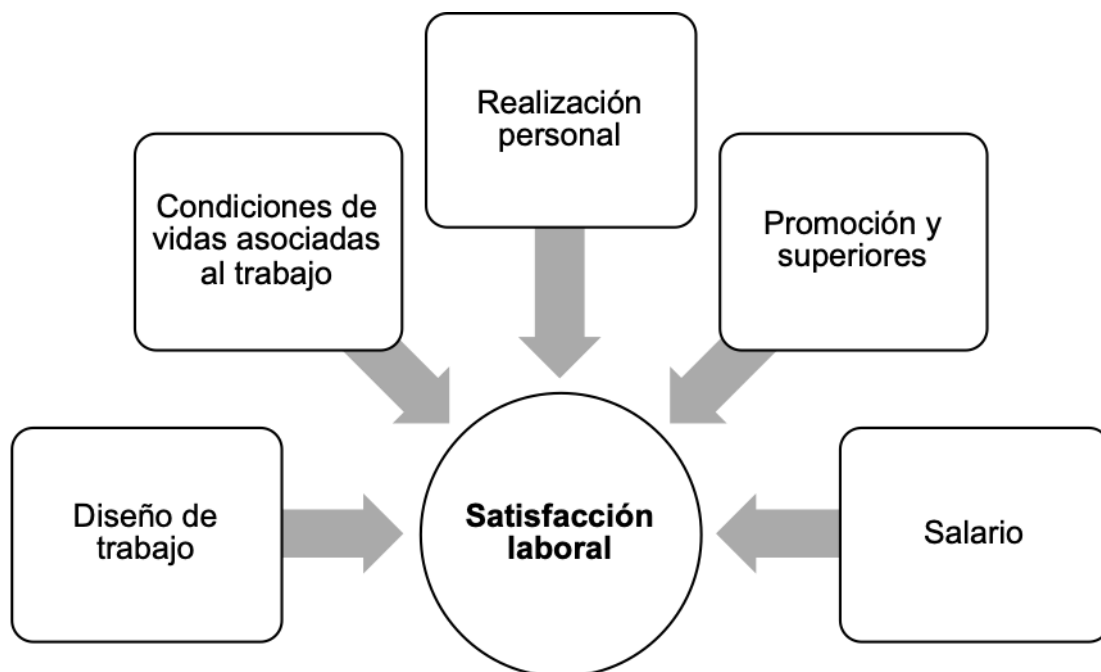 Realización
personal
Condiciones de
vidas asociadas
al trabajo
Promoción y
superiores
Diseño de
trabajo
Satisfacción
laboral
Salario